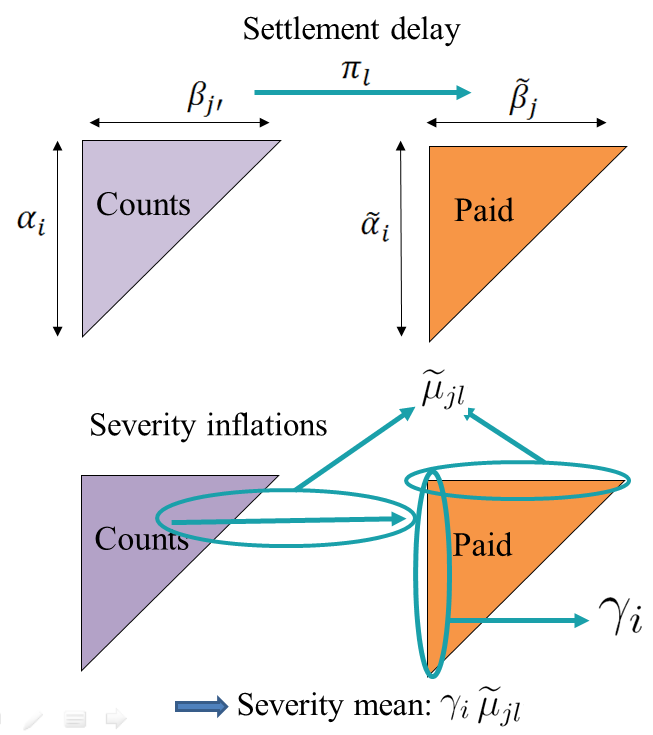 Settlement delay
π_l
β_{j′}
β̃_j
Counts
Paid
α_i
α̃_i
μ̃_{jl}
Severity inflations
Counts
Paid
γ_i
Severity mean: γ_i μ̃_{jl}